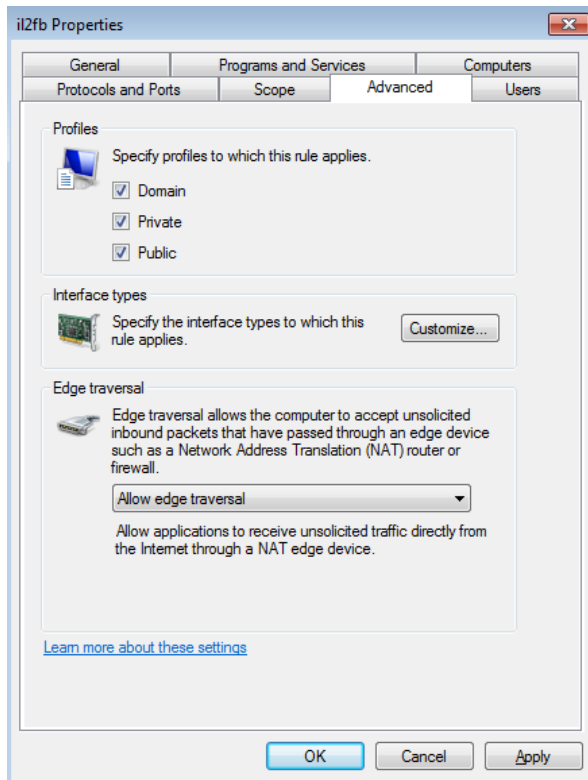 il2fb Properties
General
Programs and Services
Computers
Protocols and Ports
Scope
Advanced
Users
Profiles
Specify profiles to which this rule applies.
Domain
Private
Public
Interface types
Specify the interface types to which this
rule applies.
Customize...
Edge traversal
Edge traversal allows the computer to accept unsolicited
inbound packets that have passed through an edge device
such as a Network Address Translation (NAT) router or
firewall.
Allow edge traversal
Allow applications to receive unsolicited traffic directly from
the Internet through a NAT edge device.
Learn more about these settings
OK
Cancel
Apply